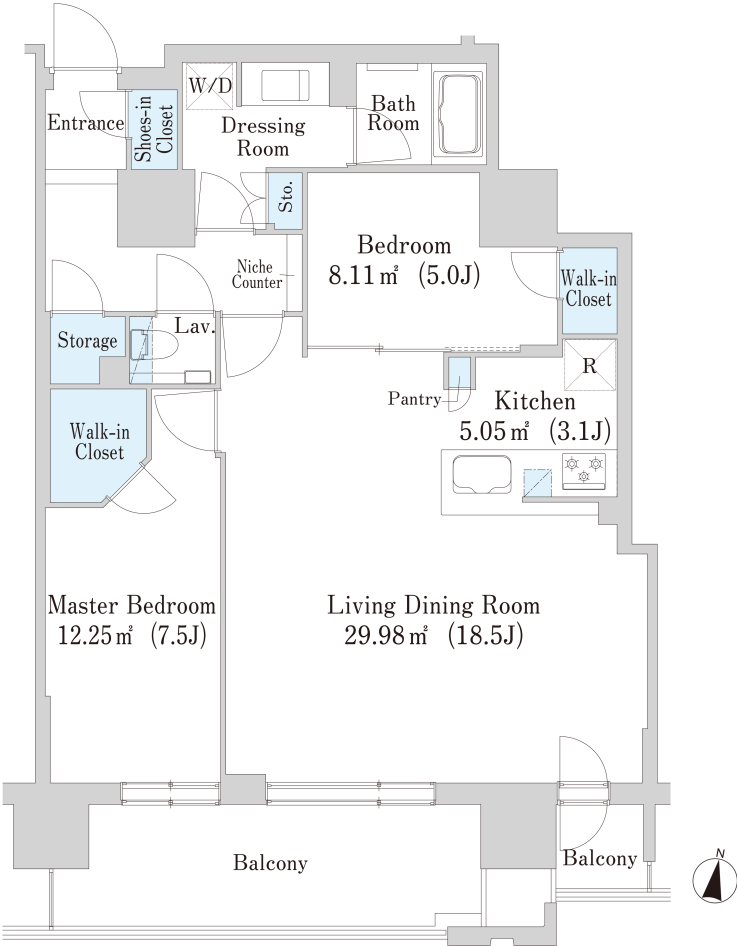 W/D
Bath
Room
Entrance
Shoes-in
Closet
Dressing
Room
Sto.
Bedroom
8.11㎡ (5.0J)
Niche
Counter
Walk-in
Closet
Lav.
Storage
R
Pantry
Kitchen
5.05㎡ (3.1J)
Walk-in
Closet
Master Bedroom
12.25㎡ (7.5J)
Living Dining Room
29.98㎡ (18.5J)
Balcony
Balcony
N